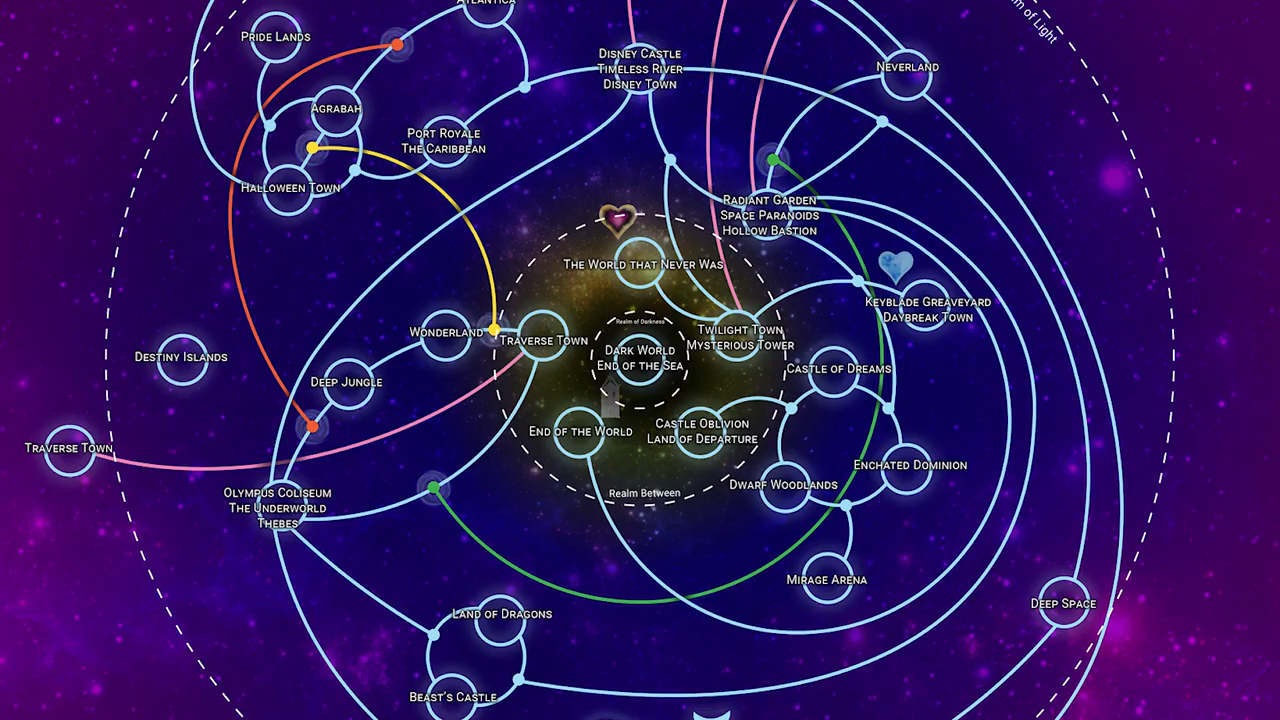 Atlantica
m of Light
Pride Lands
Disney Castle
Timeless River
Disney Town
Neverland
Agrabah
Port Royale
The Caribbean
Halloween Town
Radiant Garden
Space Paranoids
Hollow Bastion
The World that Never Was
Keyblade Greaveyard
Daybreak Town
Realm of Darkness
Wonderland
Traverse Town
Twilight Town
Mysterious Tower
Dark World
End of the Sea
Destiny Islands
Deep Jungle
Castle of Dreams
Traverse Town
End of the World
Castle Oblivion
Land of Departure
Enchated Dominion
Dwarf Woodlands
Realm Between
Olympus Coliseum
The Underworld
Thebes
Mirage Arena
Deep Space
Land of Dragons
Beast's Castle